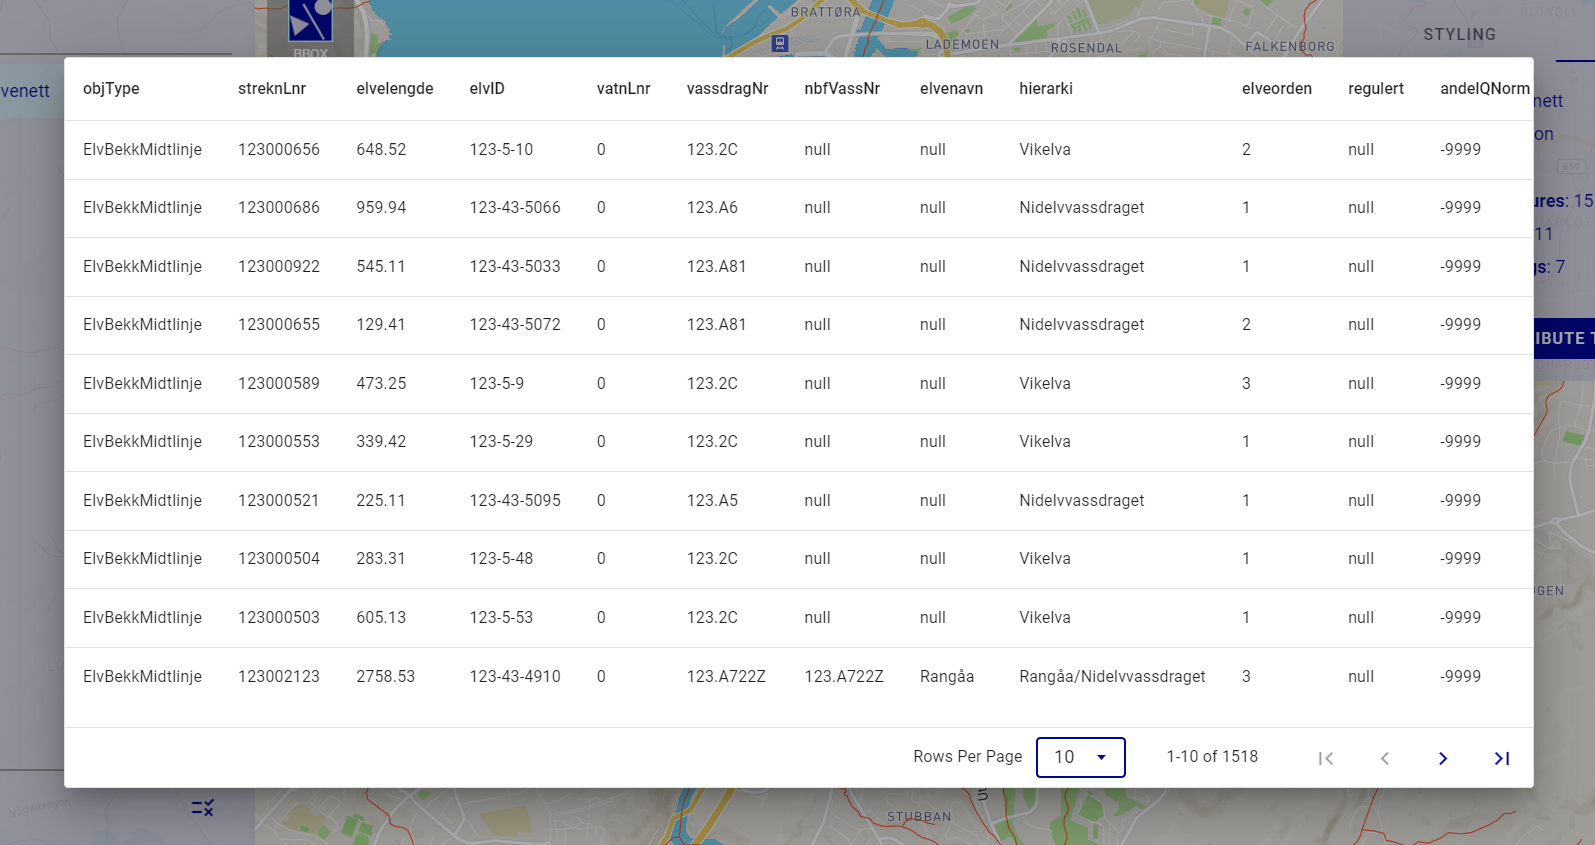 BRATTØRA
LADEMOEN
ROSENDAL
FALKENBORG
ROTVOLL
STYLING
BBOX
venett
objType streknLnr elvelengde elvID vatnLnr vassdragNr nbfVassNr elvenavn hierarki elveorden regulert andelQNorm
ElvBekkMidtlinje 123000656 648.52 123-5-10 0 123.2C null null Vikelva 2 null -9999
ElvBekkMidtlinje 123000686 959.94 123-43-5066 0 123.A6 null null Nidelvvassdraget 1 null -9999
ElvBekkMidtlinje 123000922 545.11 123-43-5033 0 123.A81 null null Nidelvvassdraget 1 null -9999
ElvBekkMidtlinje 123000655 129.41 123-43-5072 0 123.A81 null null Nidelvvassdraget 2 null -9999
ElvBekkMidtlinje 123000589 473.25 123-5-9 0 123.2C null null Vikelva 3 null -9999
ElvBekkMidtlinje 123000553 339.42 123-5-29 0 123.2C null null Vikelva 1 null -9999
ElvBekkMidtlinje 123000521 225.11 123-43-5095 0 123.A5 null null Nidelvvassdraget 1 null -9999
ElvBekkMidtlinje 123000504 283.31 123-5-48 0 123.2C null null Vikelva 1 null -9999
ElvBekkMidtlinje 123000503 605.13 123-5-53 0 123.2C null null Vikelva 1 null -9999
ElvBekkMidtlinje 123002123 2758.53 123-43-4910 0 123.A722Z 123.A722Z Rangåa Rangåa/Nidelvvassdraget 3 null -9999
nett
on
950
ures: 15
11
gs: 7
IBUTE T
UGEN
Rows Per Page 10 1-10 of 1518
STUBBAN
Ut